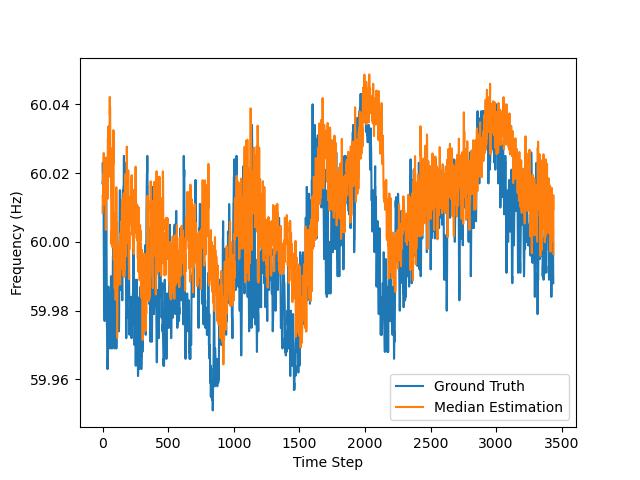 60.04
60.02
60.00
59.98
59.96
Frequency (Hz)
Ground Truth
Median Estimation
0 500 1000 1500 2000 2500 3000 3500
Time Step